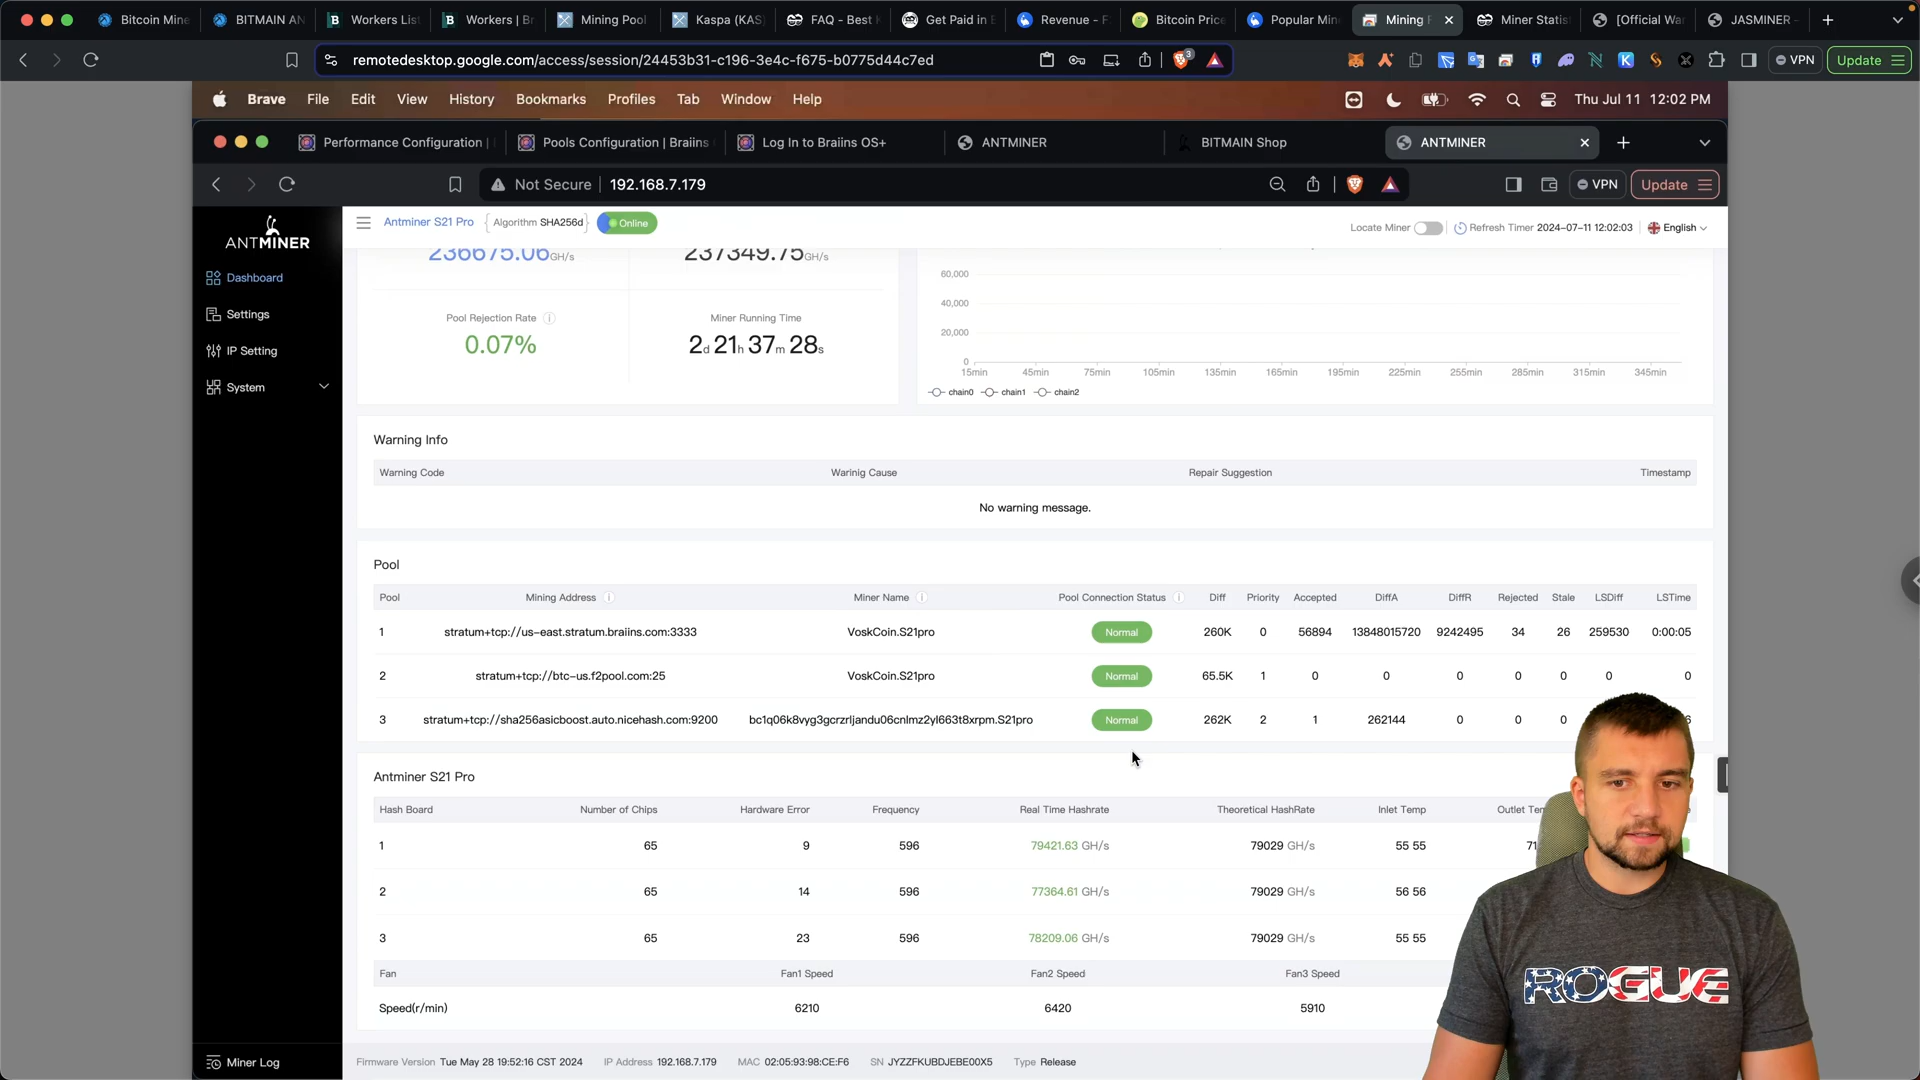 Bitcoin Mine
BITMAIN AN
Workers List
Workers | Br
Mining Pool
Kaspa (KAS
FAQ - Best
Get Paid in
Revenue - F
Bitcoin Price
Popular Min
Mining
Miner Statis
[Official War
JASMINER -
remotedesktop.google.com/access/session/24453b31-c196-3e4c-f675-b0775d44c7ed
3
VPN
Update
Brave File Edit View History Bookmarks Profiles Tab Window Help
Thu Jul 11 12:02 PM
Performance Configuration |
Pools Configuration | Braiins
Log In to Braiins OS+
ANTMINER
BITMAIN Shop
ANTMINER
Not Secure 192.168.7.179
VPN
Update
ANTMINER
Dashboard
Settings
IP Setting
System
Miner Log
Antminer S21 Pro Algorithm SHA256d Online
Locate Miner Refresh Timer 2024-07-11 12:02:03 English
236675.06 GH/s 237349.75 GH/s
Pool Rejection Rate Miner Running Time
0.07% 2d 21h 37m 28s
60,000
40,000
20,000
0
15min 45min 75min 105min 135min 165min 195min 225min 255min 285min 315min 345min
chain0 chain1 chain2
Warning Info
Warning Code Warinig Cause Repair Suggestion Timestamp
No warning message.
Pool
Pool Mining Address Miner Name Pool Connection Status Diff Priority Accepted DiffA DiffR Rejected Stale LSDiff LSTime
1 stratum+tcp://us-east.stratum.braiins.com:3333 VoskCoin.S21pro Normal 260K 0 56894 13848015720 9242495 34 26 259530 0:00:05
2 stratum+tcp://btc-us.f2pool.com:25 VoskCoin.S21pro Normal 65.5K 1 0 0 0 0 0 0 0
3 stratum+tcp://sha256asicboost.auto.nicehash.com:9200 bc1q06k8vyg3gcrzrljandu06cnlmz2yl663t8xrpm.S21pro Normal 262K 2 1 262144 0 0 0
Antminer S21 Pro
Hash Board Number of Chips Hardware Error Frequency Real Time Hashrate Theoretical HashRate Inlet Temp Outlet Tem
1 65 9 596 79421.63 GH/s 79029 GH/s 55 55 71
2 65 14 596 77364.61 GH/s 79029 GH/s 56 56
3 65 23 596 78209.06 GH/s 79029 GH/s 55 55
Fan Fan1 Speed Fan2 Speed Fan3 Speed
Speed(r/min) 6210 6420 5910
Firmware Version Tue May 28 19:52:16 CST 2024 IP Address 192.168.7.179 MAC 02:05:93:98:CE:F6 SN JYZZFKUBDJEBE00X5 Type Release
ROGUE